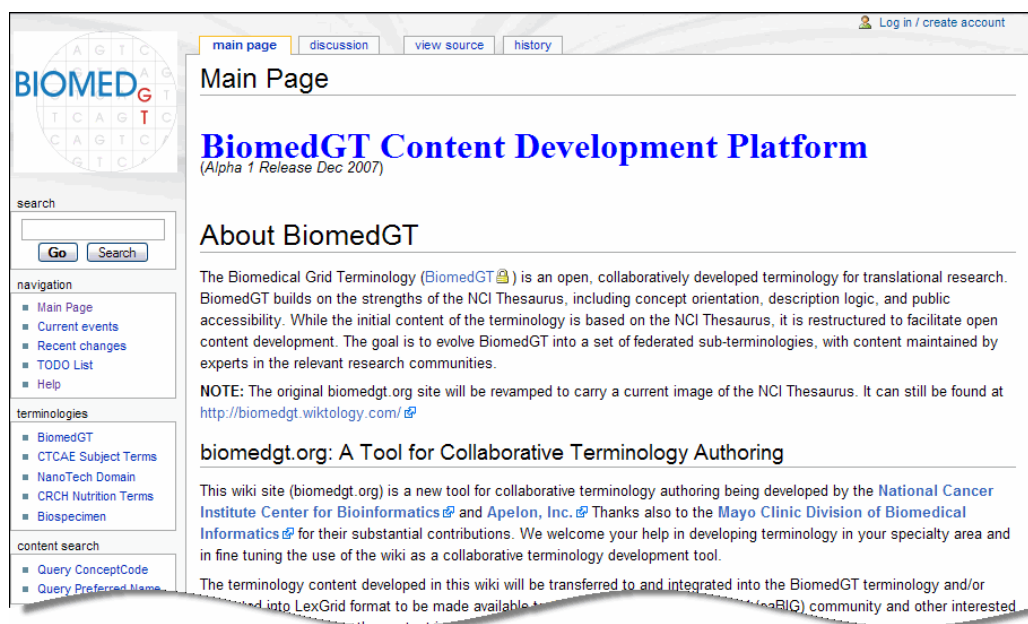 Log in / create account
main page
discussion
view source
history
BIOMEDGT
Main Page
BiomedGT Content Development Platform
(Alpha 1 Release Dec 2007)
search
Go
Search
navigation
Main Page
Current events
Recent changes
TODO List
Help
terminologies
BiomedGT
CTCAE Subject Terms
NanoTech Domain
CRCH Nutrition Terms
Biospecimen
content search
Query ConceptCode
Query Preferred Name
About BiomedGT
The Biomedical Grid Terminology (BiomedGT) is an open, collaboratively developed terminology for translational research.
BiomedGT builds on the strengths of the NCI Thesaurus, including concept orientation, description logic, and public
accessibility. While the initial content of the terminology is based on the NCI Thesaurus, it is restructured to facilitate open
content development. The goal is to evolve BiomedGT into a set of federated sub-terminologies, with content maintained by
experts in the relevant research communities.
NOTE: The original biomedgt.org site will be revamped to carry a current image of the NCI Thesaurus. It can still be found at
http://biomedgt.wiktology.com/
biomedgt.org: A Tool for Collaborative Terminology Authoring
This wiki site (biomedgt.org) is a new tool for collaborative terminology authoring being developed by the National Cancer
Institute Center for Bioinformatics and Apelon, Inc. Thanks also to the Mayo Clinic Division of Biomedical
Informatics for their substantial contributions. We welcome your help in developing terminology in your specialty area and
in fine tuning the use of the wiki as a collaborative terminology development tool.
The terminology content developed in this wiki will be transferred to and integrated into the BiomedGT terminology and/or
into LexGrid format to be made available community and other interested